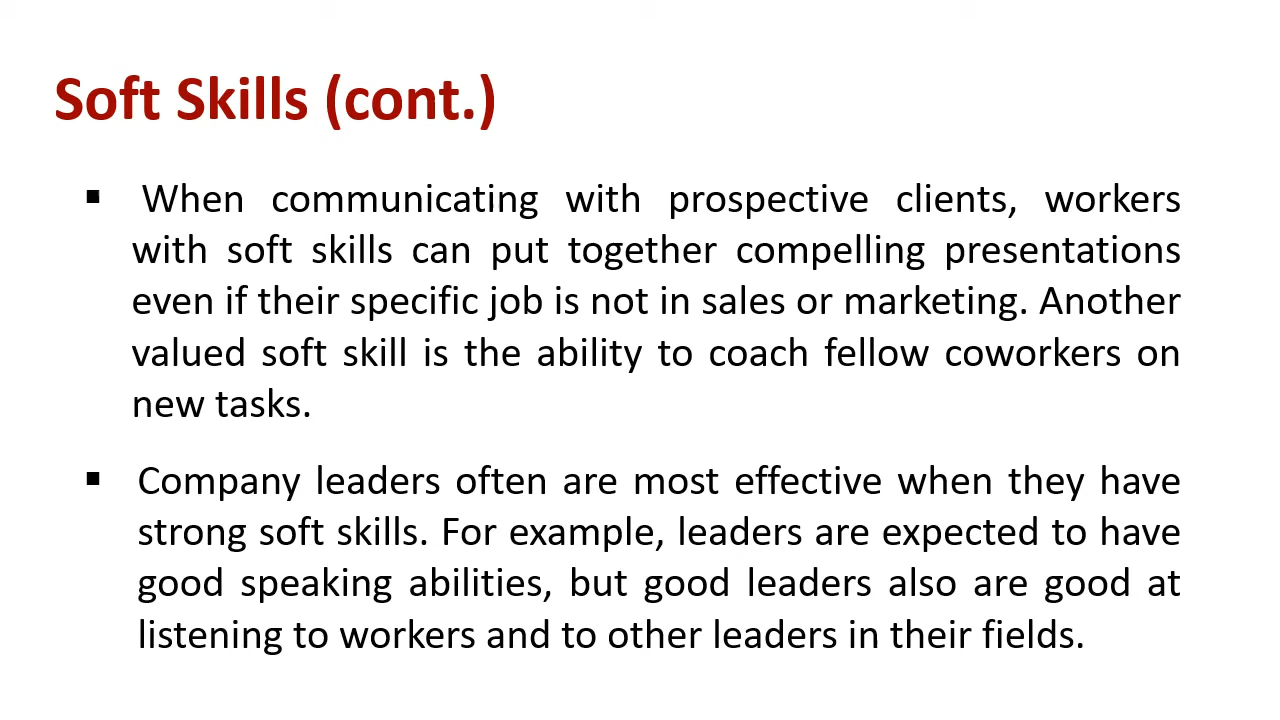 Soft Skills (cont.)
▪ When communicating with prospective clients, workers
with soft skills can put together compelling presentations
even if their specific job is not in sales or marketing. Another
valued soft skill is the ability to coach fellow coworkers on
new tasks.
▪ Company leaders often are most effective when they have
strong soft skills. For example, leaders are expected to have
good speaking abilities, but good leaders also are good at
listening to workers and to other leaders in their fields.